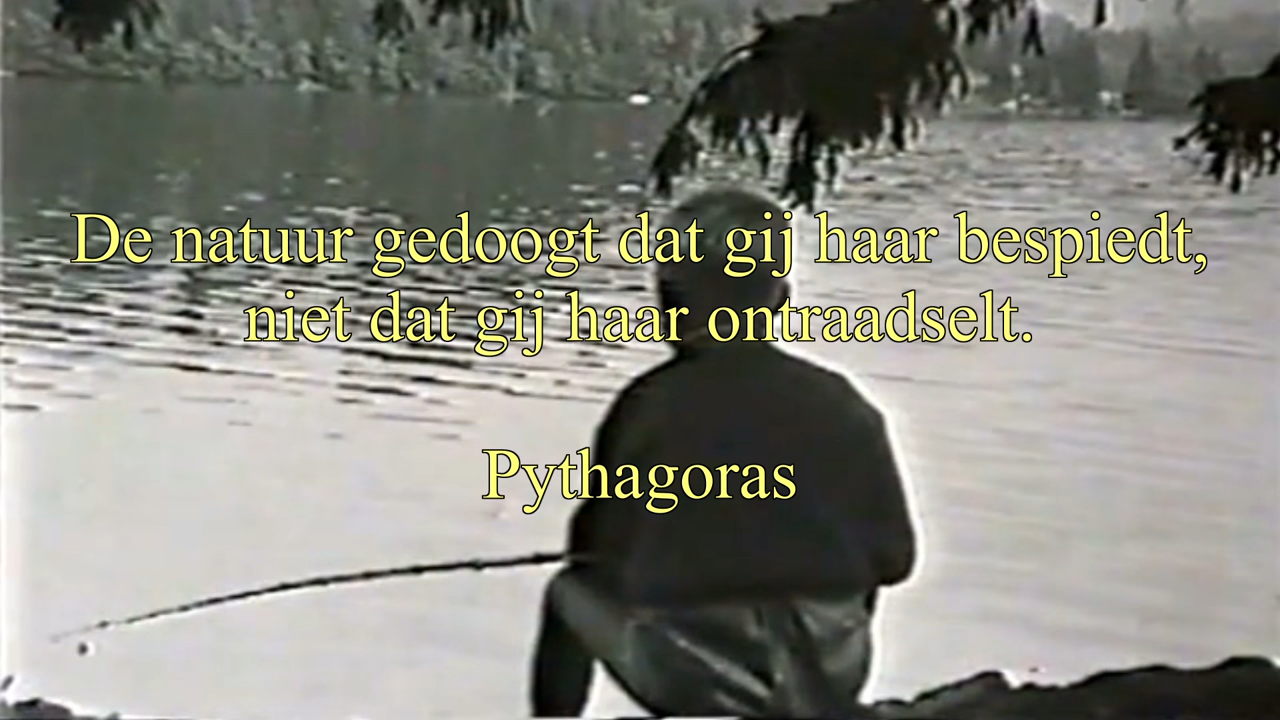 De natuur gedoogt dat gij haar bespiedt,
niet dat gij haar ontraadselt.
Pythagoras